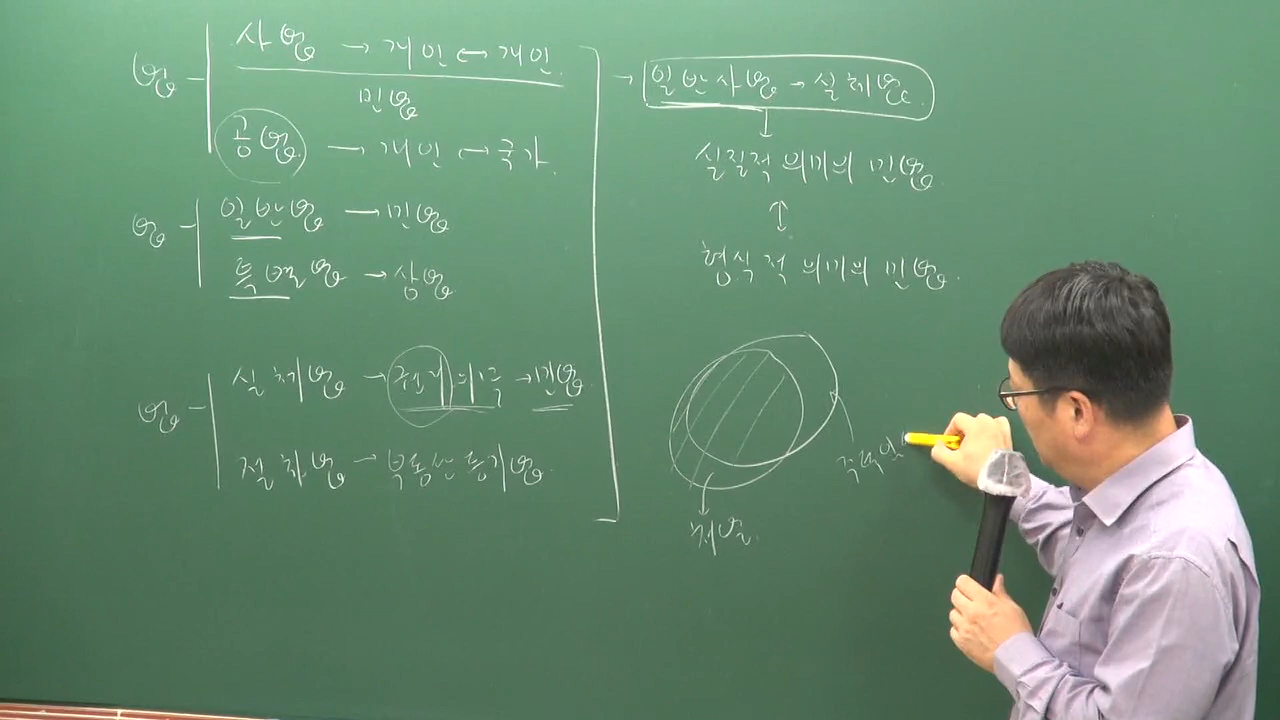 법 사법 → 개인 ↔ 개인.
민법
공법. → 개인 ↔ 국가.
법 일반법 → 민법
특별법 → 상법
법 실체법 → 권리의무 → 민법.
절차법 → 부동산등기법.
→ 일반사법 → 실체법.
↓
실질적 의미의 민법
↕
형식적 의미의 민법.